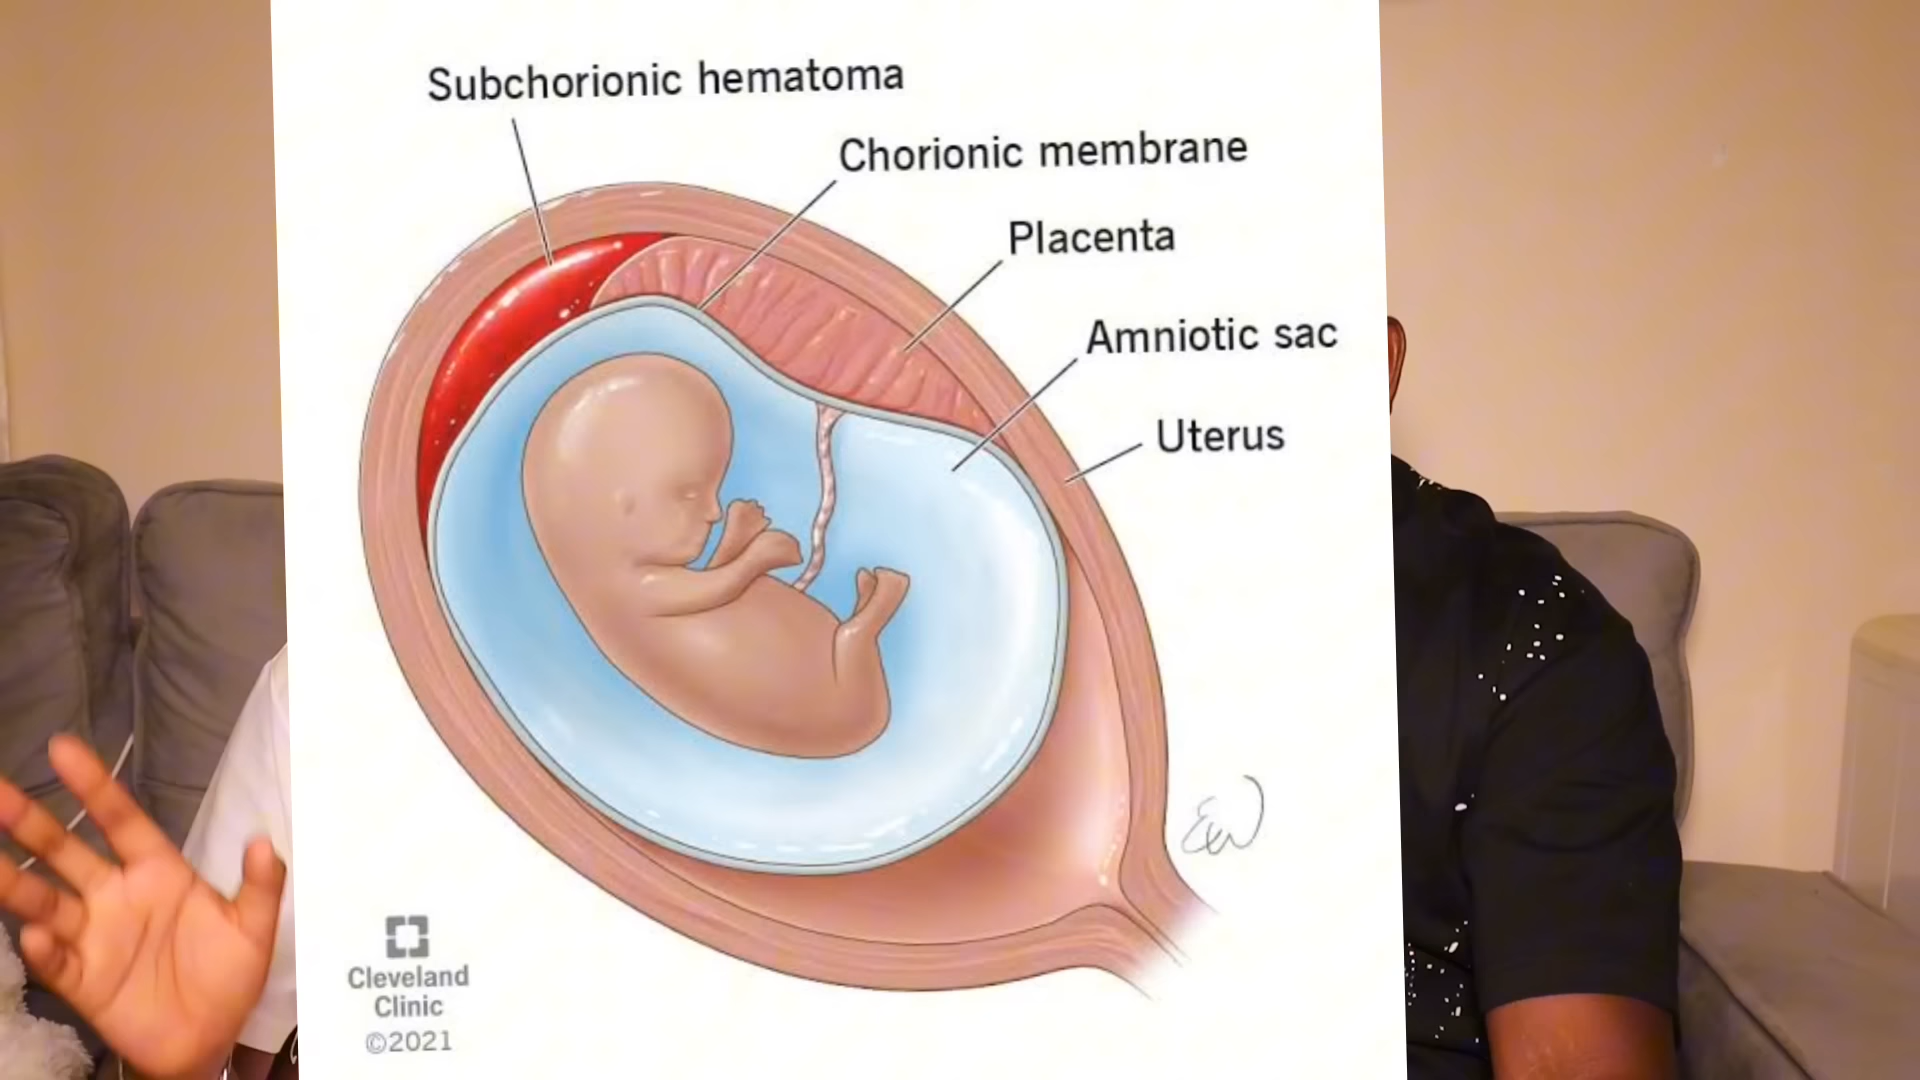 Subchorionic hematoma
Chorionic membrane
Placenta
Amniotic sac
Uterus
Cleveland
Clinic
©2021